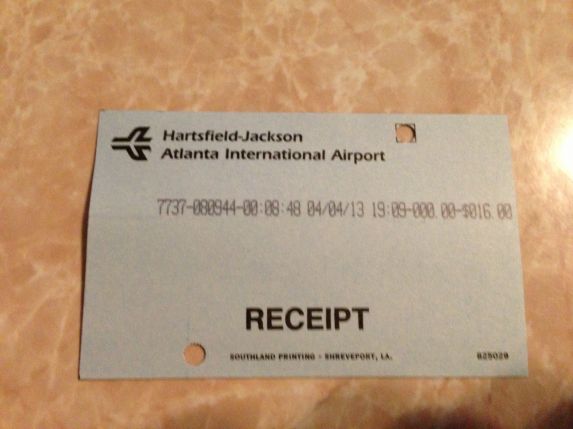 Hartsfield-Jackson
Atlanta International Airport
7737-080944-00:08:48 04/04/13 19:09-000.00-$016.00
RECEIPT
SOUTHLAND PRINTING - SHREVEPORT, LA. 825029